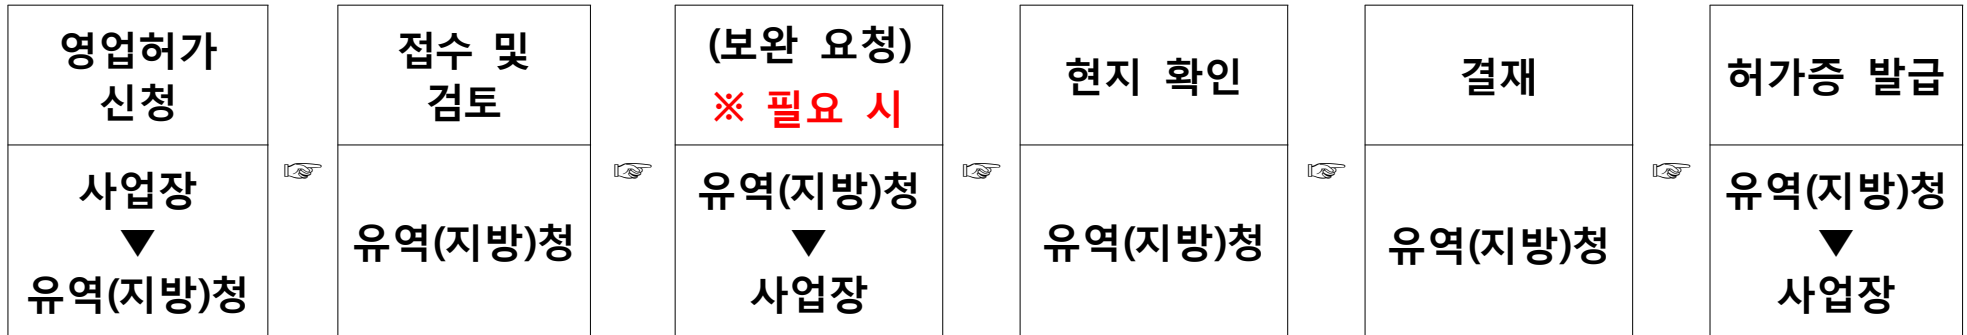 영업허가
신청
사업장
▼
유역(지방)청
☞
접수 및
검토
유역(지방)청
☞
(보완 요청)
※ 필요 시
유역(지방)청
▼
사업장
☞
현지 확인
유역(지방)청
☞
결재
유역(지방)청
☞
허가증 발급
유역(지방)청
▼
사업장